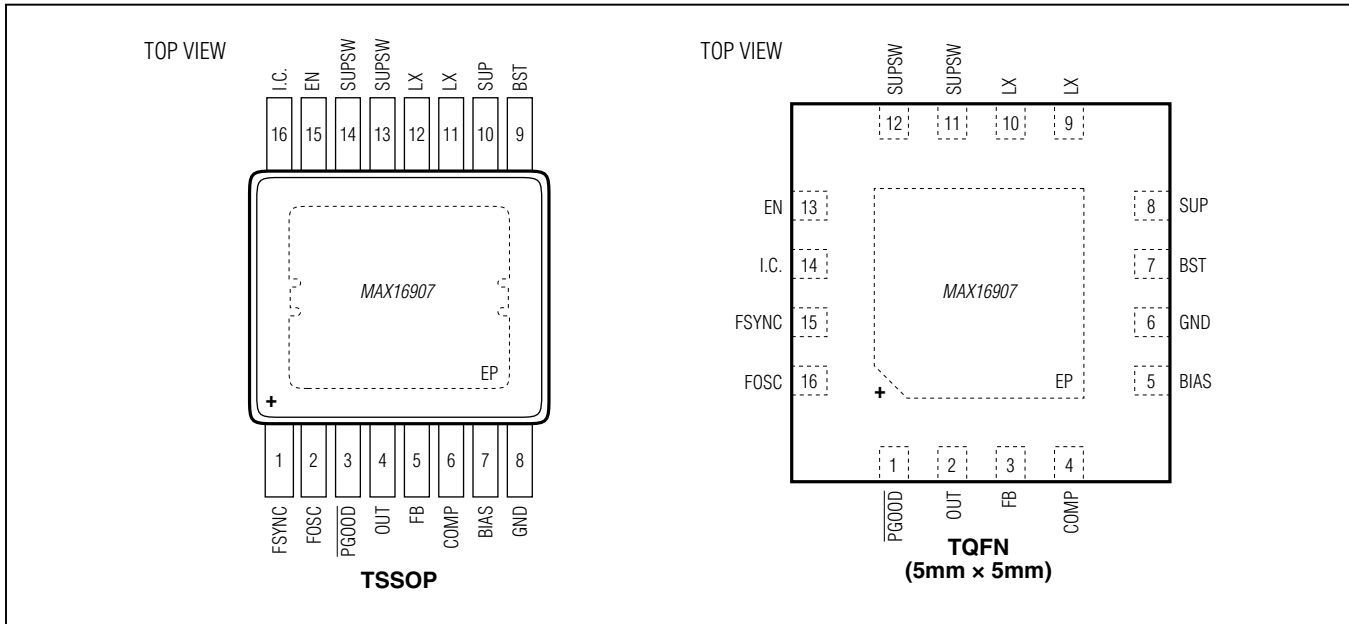 TOP VIEW
I.C. EN SUPSW SUPSW LX LX SUP BST
16 15 14 13 12 11 10 9
MAX16907
EP
+
1 2 3 4 5 6 7 8
FSYNC FOSC PGOOD OUT FB COMP BIAS GND
TSSOP
TOP VIEW
SUPSW SUPSW LX LX
12 11 10 9
EN 13
I.C. 14
FSYNC 15
FOSC 16
MAX16907
8 SUP
7 BST
6 GND
5 BIAS
EP
+
1 2 3 4
PGOOD OUT FB COMP
TQFN
(5mm × 5mm)